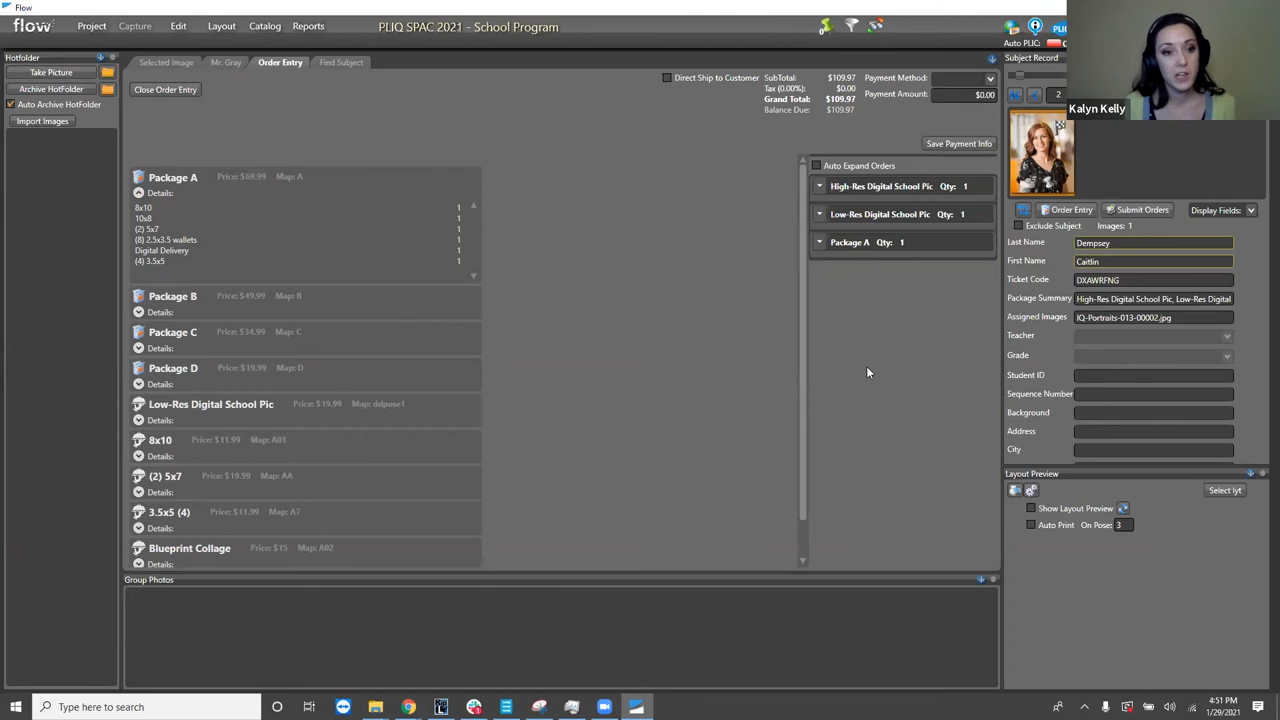 Flow
flow
Project Capture Edit Layout Catalog Reports
PLIQ SPAC 2021 - School Program
PLIC
Auto PLIC:
Hotfolder
Take Picture
Archive HotFolder
Auto Archive HotFolder
Import Images
Selected Image Mr. Gray Order Entry Find Subject
Close Order Entry
Direct Ship to Customer
SubTotal: $109.97
Tax (0.00%): $0.00
Grand Total: $109.97
Balance Due: $109.97
Payment Method:
Payment Amount: $0.00
Save Payment Info
Package A Price: $69.99 Map: A
Details:
8x10 1
10x8 1
(2) 5x7 1
(8) 2.5x3.5 wallets 1
Digital Delivery 1
(4) 3.5x5 1
Package B Price: $49.99 Map: B
Details:
Package C Price: $34.99 Map: C
Details:
Package D Price: $19.99 Map: D
Details:
Low-Res Digital School Pic Price: $19.99 Map: ddpose1
Details:
8x10 Price: $11.99 Map: A01
Details:
(2) 5x7 Price: $19.99 Map: AA
Details:
3.5x5 (4) Price: $11.99 Map: A7
Details:
Blueprint Collage Price: $15 Map: A02
Details:
Auto Expand Orders
High-Res Digital School Pic Qty: 1
Low-Res Digital School Pic Qty: 1
Package A Qty: 1
Group Photos
Kalyn Kelly
Subject Record
2
Order Entry Submit Orders Display Fields:
Exclude Subject Images: 1
Last Name Dempsey
First Name Caitlin
Ticket Code DXAWRFNG
Package Summary High-Res Digital School Pic, Low-Res Digital
Assigned Images IQ-Portraits-013-00002.jpg
Teacher
Grade
Student ID
Sequence Number
Background
Address
City
Layout Preview
Select lyt
Show Layout Preview
Auto Print On Pose: 3
Type here to search
4:51 PM
1/29/2021